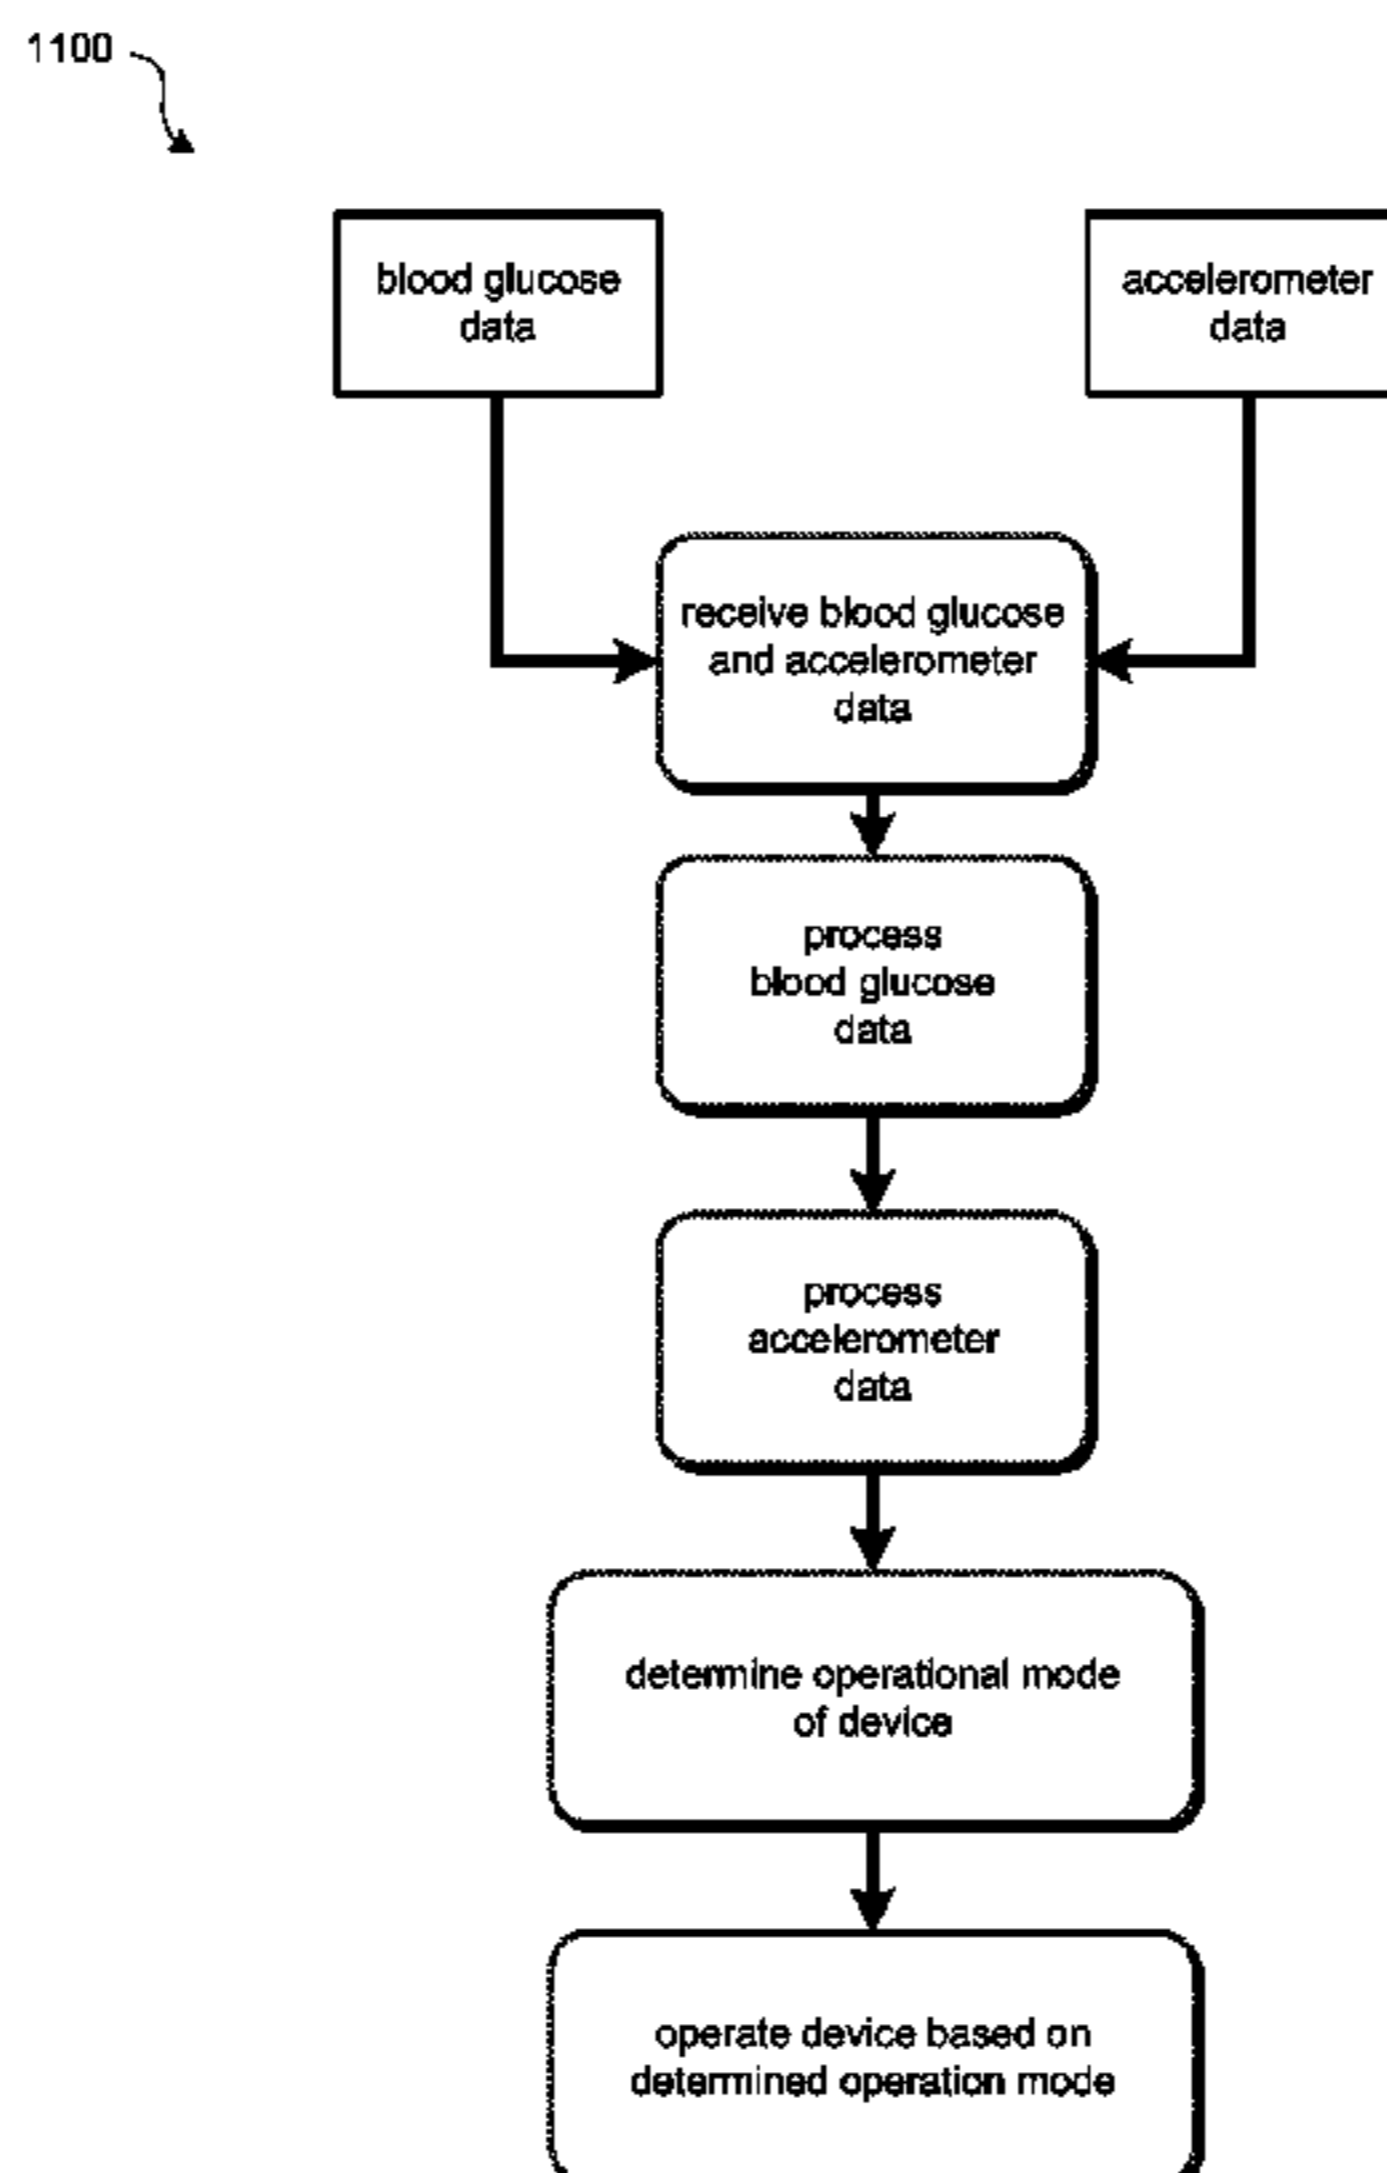 1100
blood glucose
data
accelerometer
data
receive blood glucose
and accelerometer
data
process
blood glucose
data
process
accelerometer
data
determine operational mode
of device
operate device based on
determined operation mode